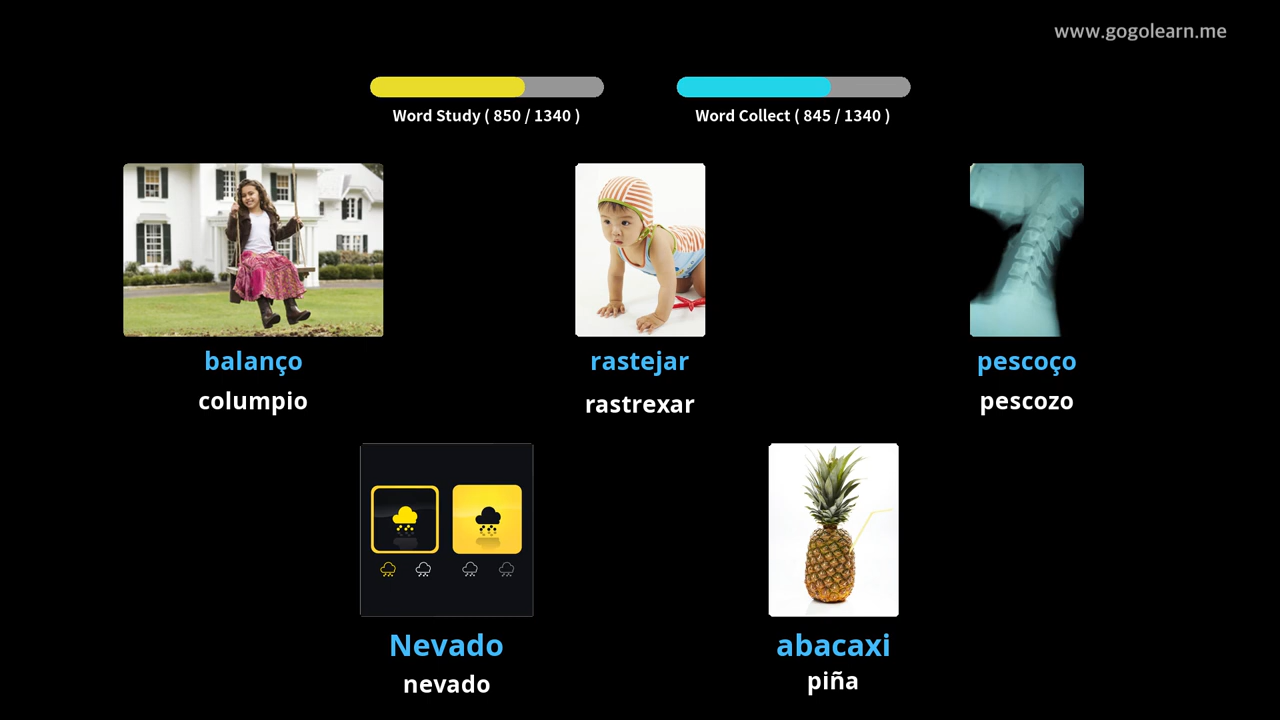 www.gogolearn.me
Word Study ( 850 / 1340 )
Word Collect ( 845 / 1340 )
balanço
columpio
rastejar
rastrexar
pescoço
pescozo
Nevado
nevado
abacaxi
piña